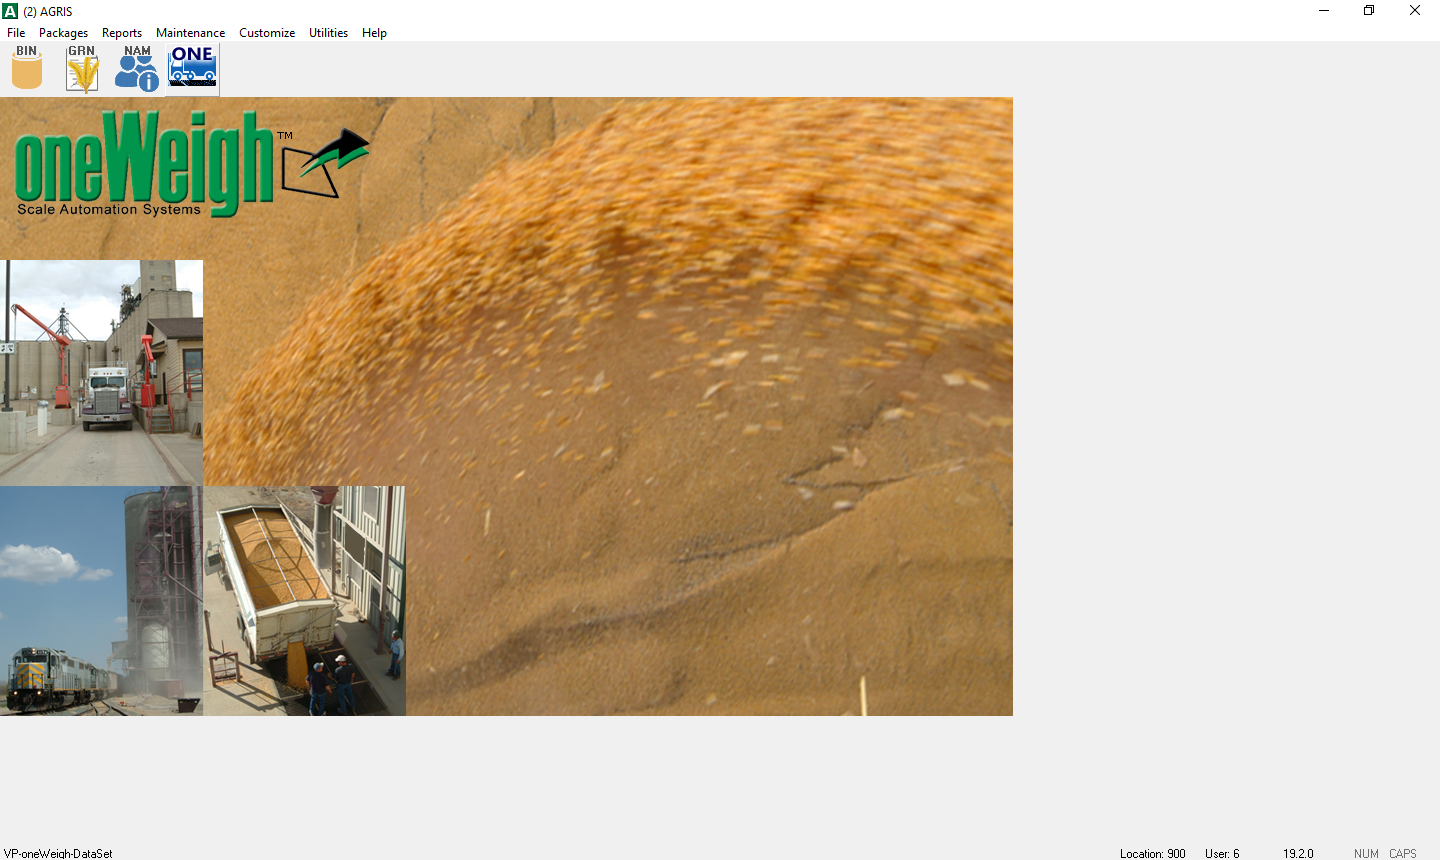 (2) AGRIS
File Packages Reports Maintenance Customize Utilities Help
BIN GRN NAM ONE
oneWeigh™
Scale Automation Systems
VP-oneWeigh-DataSet Location: 900 User: 6 19.2.0 NUM CAPS